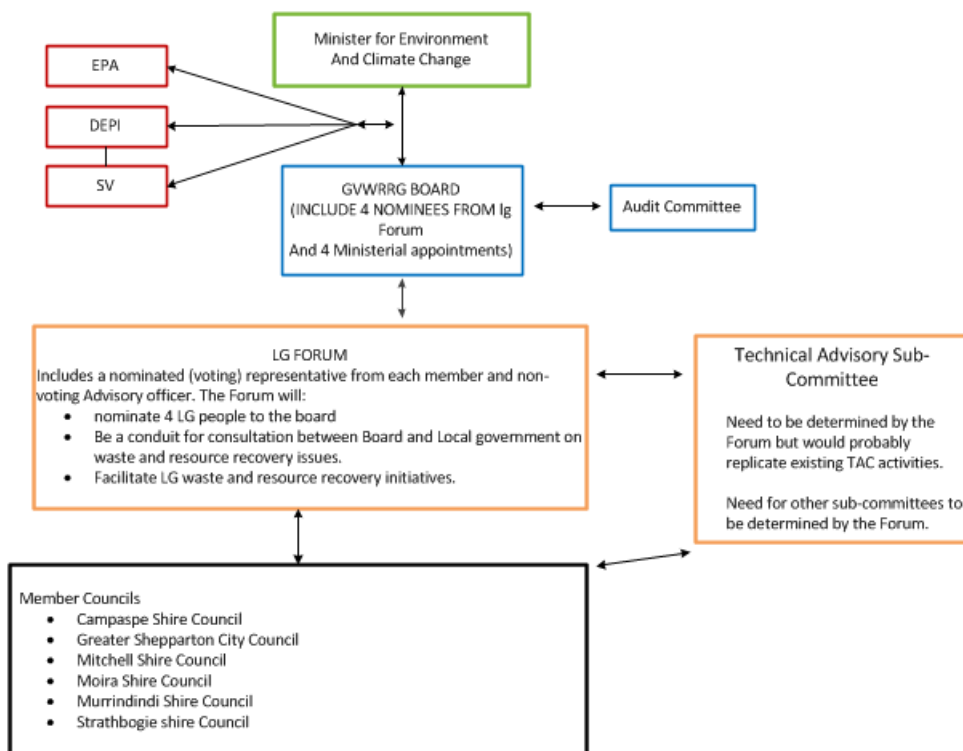 Minister for Environment
And Climate Change
EPA
DEPI
SV
GVWRRG BOARD
(INCLUDE 4 NOMINEES FROM lg
Forum
And 4 Ministerial appointments)
Audit Committee
LG FORUM
Includes a nominated (voting) representative from each member and non-
voting Advisory officer. The Forum will:
• nominate 4 LG people to the board
• Be a conduit for consultation between Board and Local government on
waste and resource recovery issues.
• Facilitate LG waste and resource recovery initiatives.
Technical Advisory Sub-
Committee
Need to be determined by the
Forum but would probably
replicate existing TAC activities.
Need for other sub-committees to
be determined by the Forum.
Member Councils
• Campaspe Shire Council
• Greater Shepparton City Council
• Mitchell Shire Council
• Moira Shire Council
• Murrindindi Shire Council
• Strathbogie shire Council